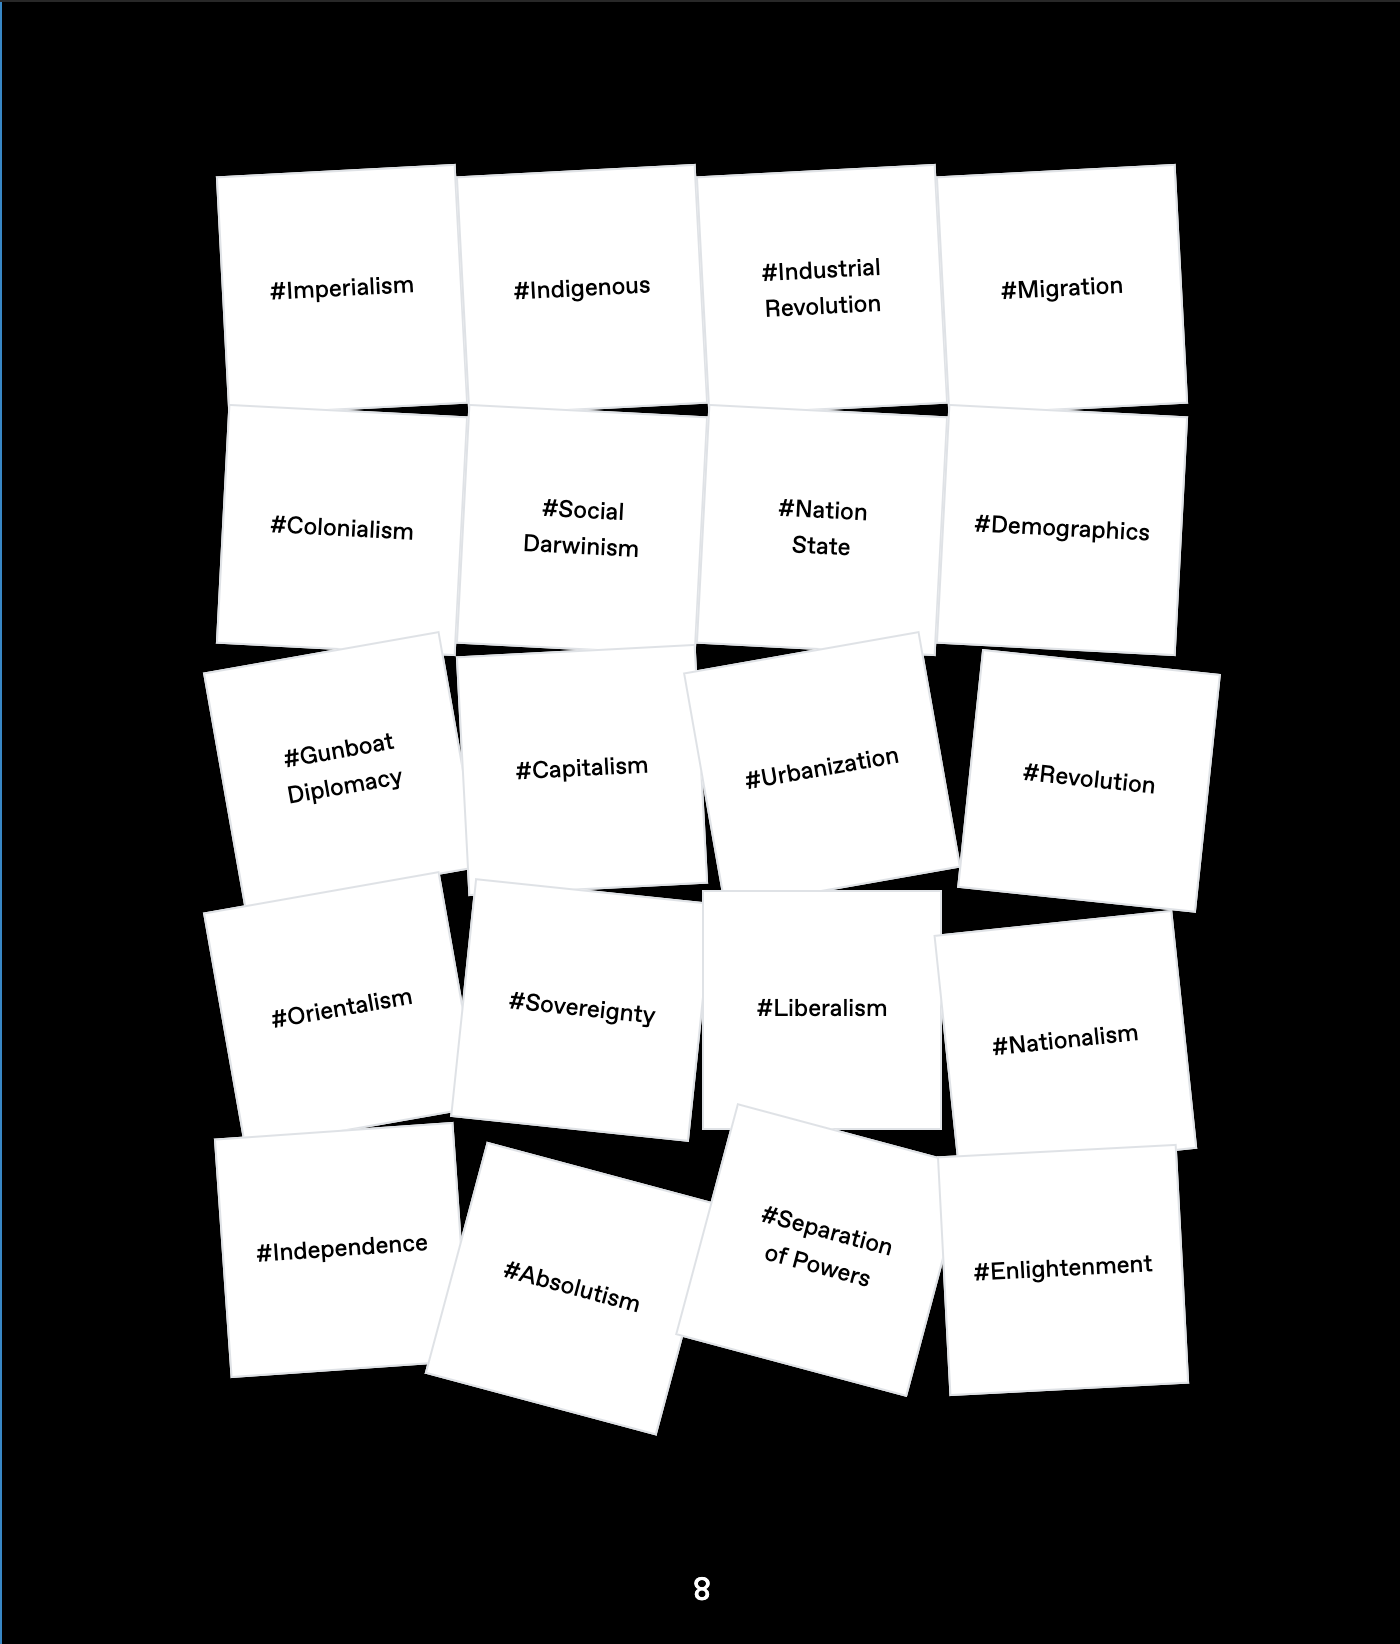 #Imperialism
#Indigenous
#Industrial
Revolution
#Migration
#Colonialism
#Social
Darwinism
#Nation
State
#Demographics
#Gunboat
Diplomacy
#Capitalism
#Urbanization
#Revolution
#Orientalism
#Sovereignty
#Liberalism
#Nationalism
#Independence
#Absolutism
#Separation
of Powers
#Enlightenment
8